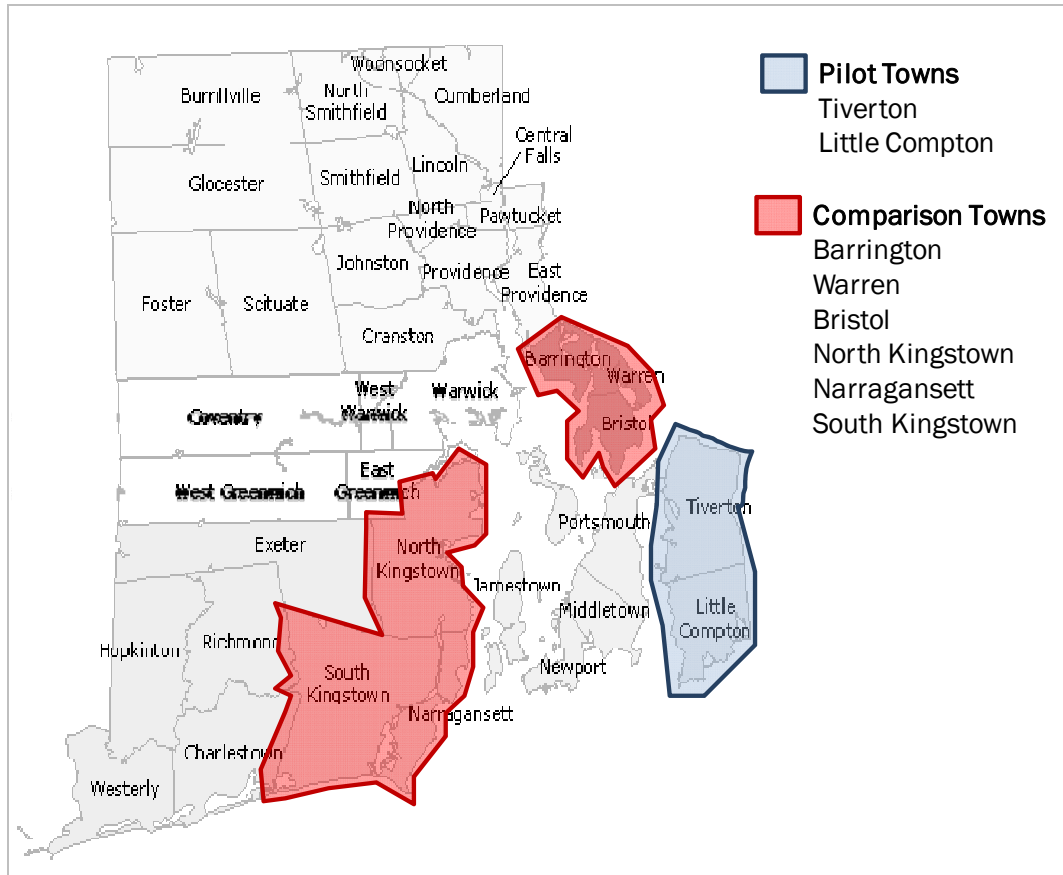 Woonsocket
Burrillville
North
Smithfield
Cumberland
Central
Falls
Glocester
Smithfield
Lincoln
North
Providence
Pawtucket
Johnston
Providence
East
Providence
Foster
Scituate
Cranston
Barrington
Warren
Bristol
West
Warwick
Warwick
Coventry
East
Greenwich
West Greenwich
Exeter
North
Kingstown
Portsmouth
Tiverton
Jamestown
Middletown
Little
Compton
Newport
Hopkinton
Richmond
South
Kingstown
Narragansett
Charlestown
Westerly
Pilot Towns
Tiverton
Little Compton
Comparison Towns
Barrington
Warren
Bristol
North Kingstown
Narragansett
South Kingstown